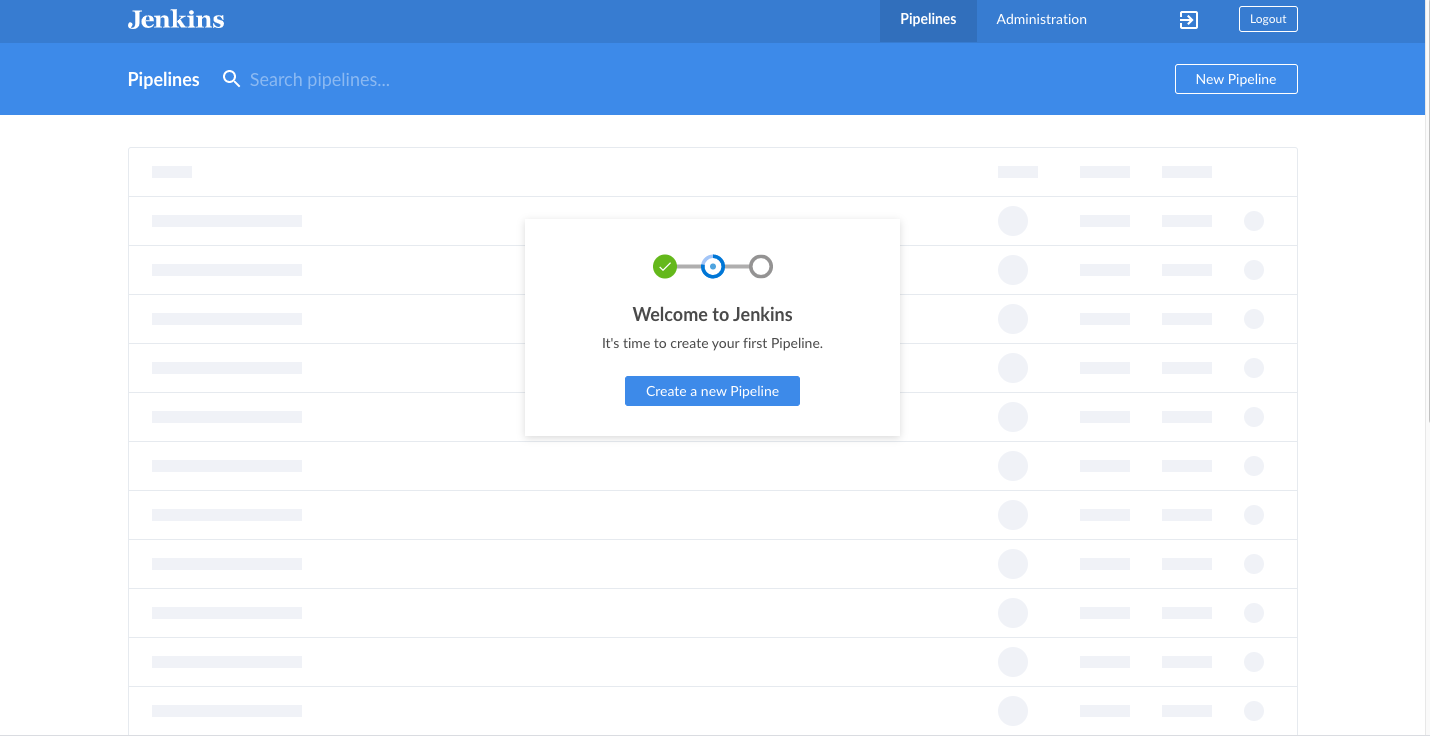 Jenkins
Pipelines
Administration
Logout
Pipelines
Search pipelines...
New Pipeline
Welcome to Jenkins
It's time to create your first Pipeline.
Create a new Pipeline